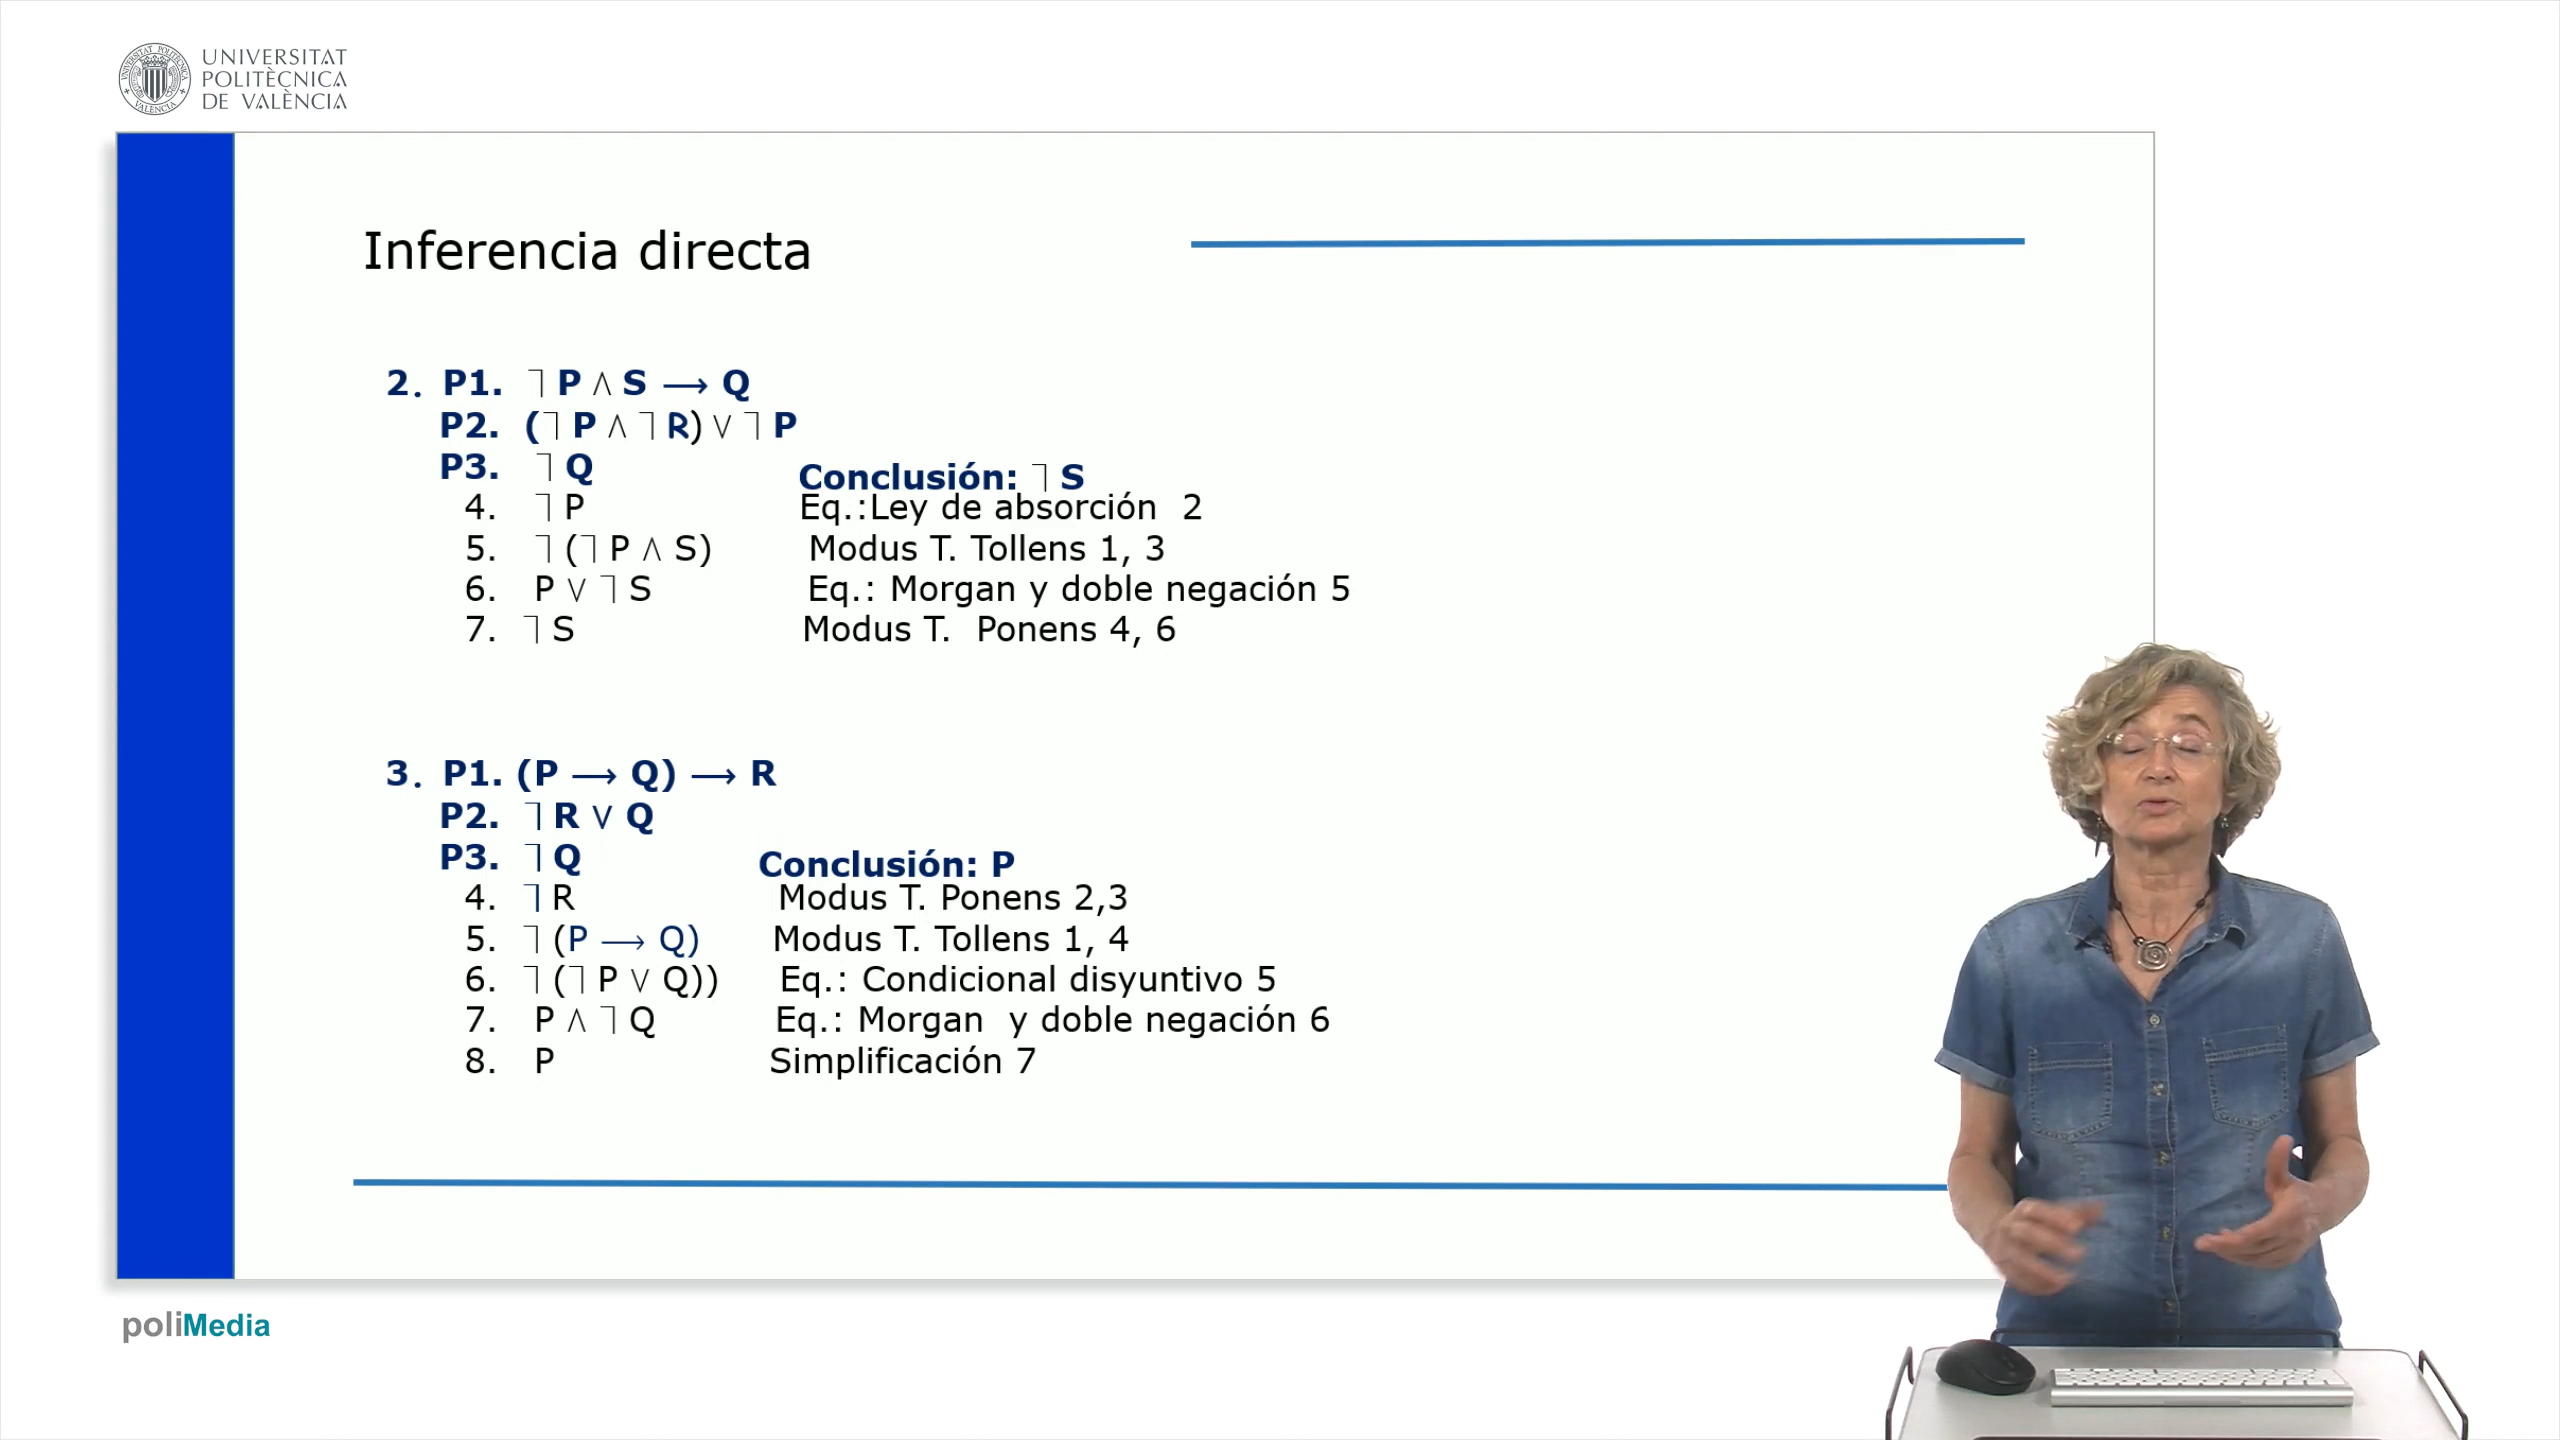 UNIVERSITAT
POLITÈCNICA
DE VALÈNCIA
Inferencia directa
2. P1. ⏋P ∧ S ⟶ Q
P2. (⏋P ∧ ⏋R) ∨ ⏋P
P3. ⏋Q Conclusión: ⏋S
4. ⏋P Eq.:Ley de absorción 2
5. ⏋(⏋P ∧ S) Modus T. Tollens 1, 3
6. P ∨ ⏋S Eq.: Morgan y doble negación 5
7. ⏋S Modus T. Ponens 4, 6
3. P1. (P ⟶ Q) ⟶ R
P2. ⏋R ∨ Q
P3. ⏋Q Conclusión: P
4. ⏋R Modus T. Ponens 2,3
5. ⏋(P ⟶ Q) Modus T. Tollens 1, 4
6. ⏋(⏋P ∨ Q)) Eq.: Condicional disyuntivo 5
7. P ∧ ⏋Q Eq.: Morgan y doble negación 6
8. P Simplificación 7
poliMedia